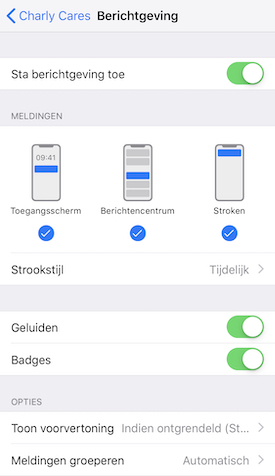 Charly Cares Berichtgeving
Sta berichtgeving toe
MELDINGEN
09:41
Toegangsscherm Berichtencentrum Stroken
Strookstijl Tijdelijk
Geluiden
Badges
OPTIES
Toon voorvertoning Indien ontgrendeld (St...
Meldingen groeperen Automatisch